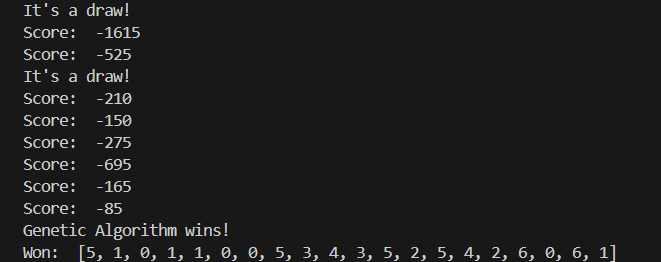 It's a draw!
Score:  -1615
Score:  -525
It's a draw!
Score:  -210
Score:  -150
Score:  -275
Score:  -695
Score:  -165
Score:  -85
Genetic Algorithm wins!
Won:  [5, 1, 0, 1, 1, 0, 0, 5, 3, 4, 3, 5, 2, 5, 4, 2, 6, 0, 6, 1]